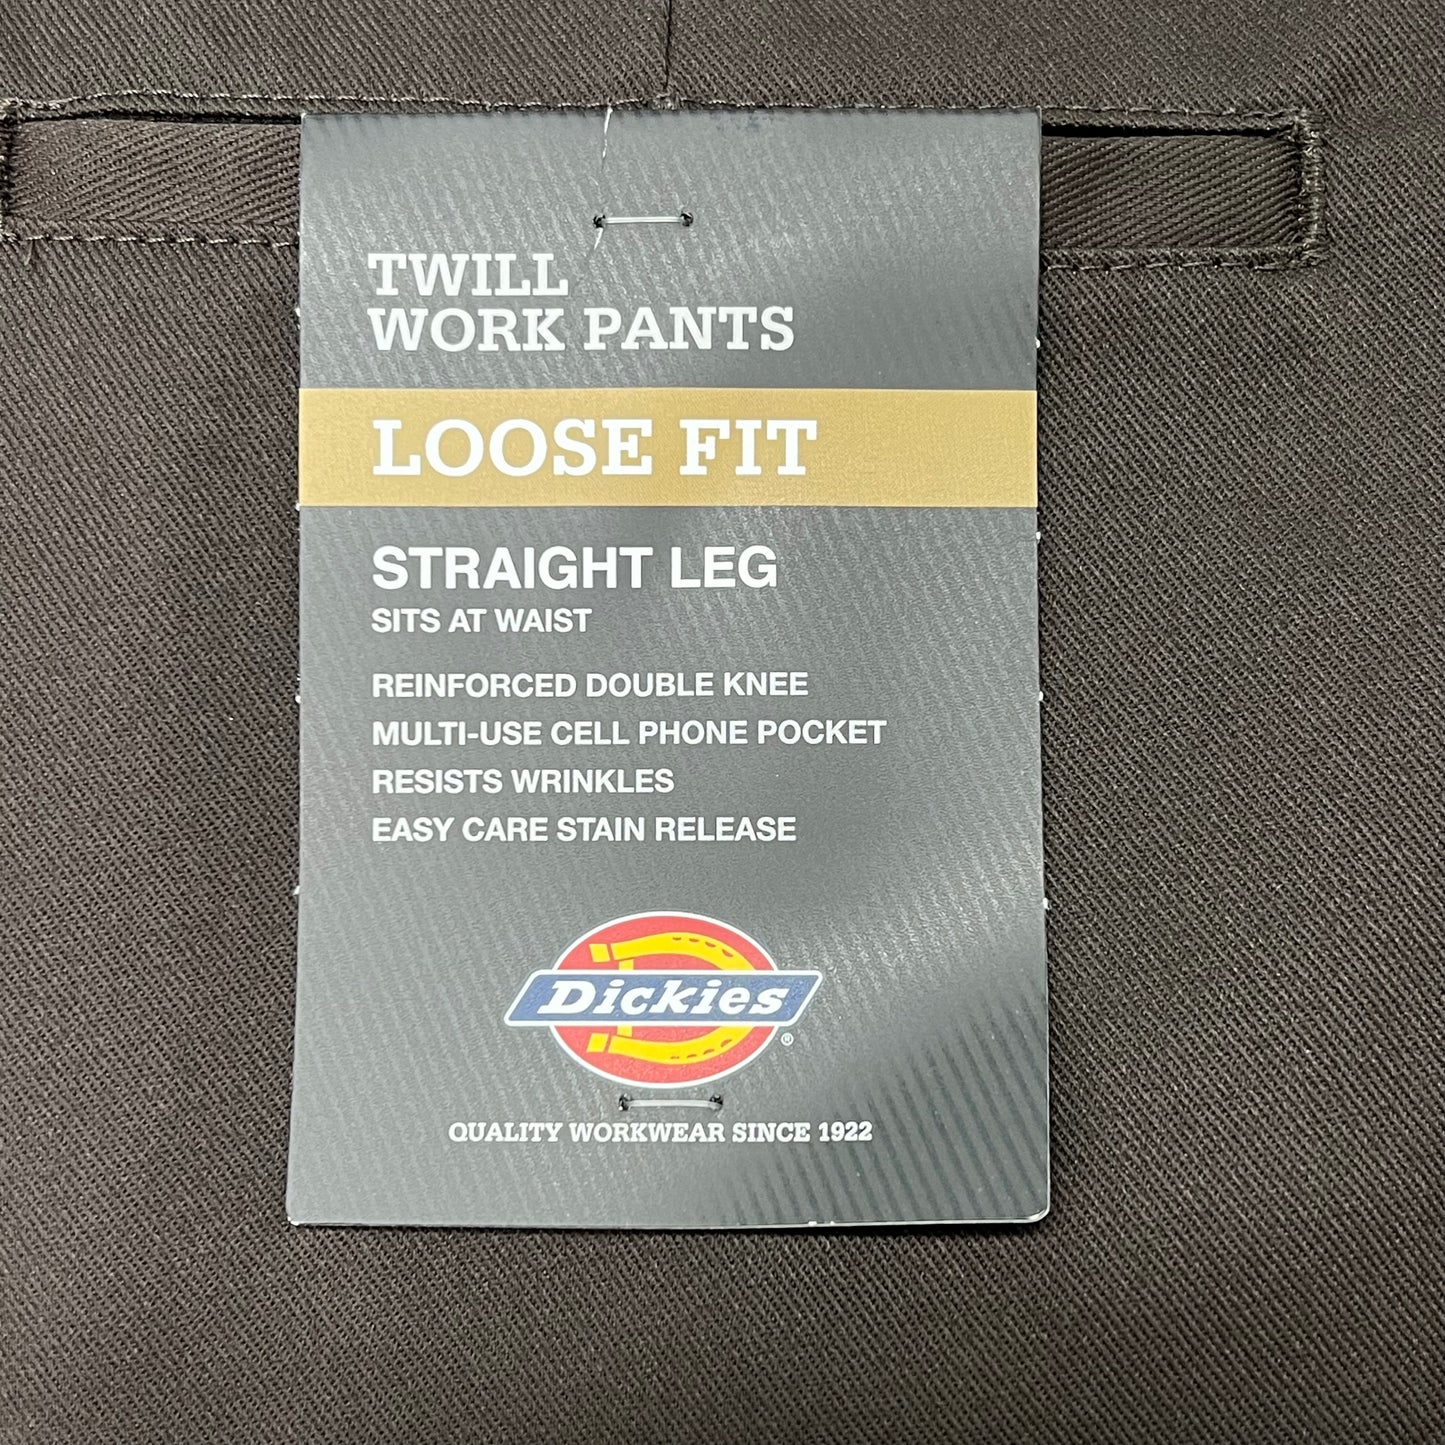 TWILL
WORK PANTS
LOOSE FIT
STRAIGHT LEG
SITS AT WAIST
REINFORCED DOUBLE KNEE
MULTI-USE CELL PHONE POCKET
RESISTS WRINKLES
EASY CARE STAIN RELEASE
Dickies
®
QUALITY WORKWEAR SINCE 1922